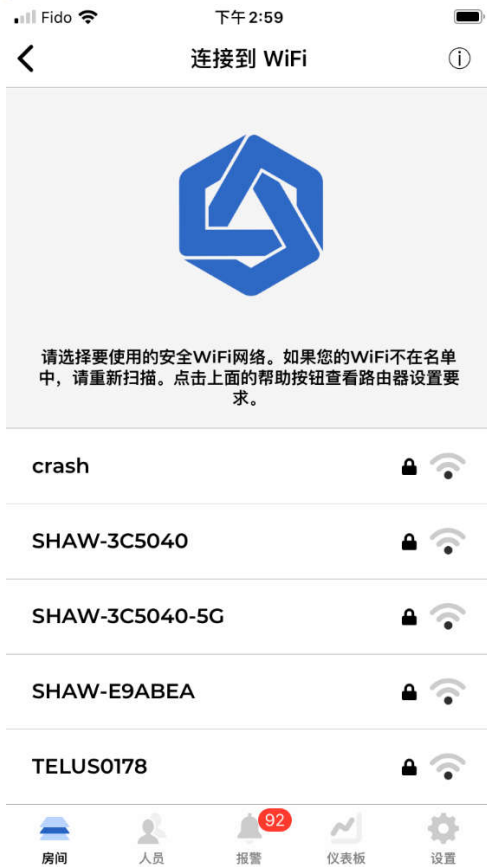 Fido 下午 2:59
连接到 WiFi
请选择要使用的安全WiFi网络。如果您的WiFi不在名单
中，请重新扫描。点击上面的帮助按钮查看路由器设置要
求。
crash
SHAW-3C5040
SHAW-3C5040-5G
SHAW-E9ABEA
TELUS0178
92
房间 人员 报警 仪表板 设置